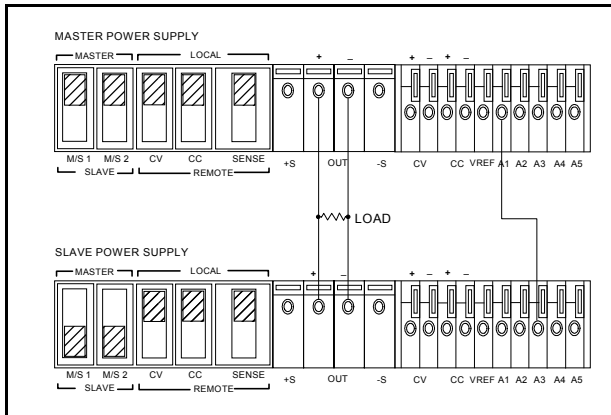 MASTER POWER SUPPLY
MASTER LOCAL + – + – + –
M/S 1 M/S 2 CV CC SENSE +S OUT -S CV CC VREF A1 A2 A3 A4 A5
SLAVE REMOTE
LOAD
SLAVE POWER SUPPLY
MASTER LOCAL + – + – + –
M/S 1 M/S 2 CV CC SENSE +S OUT -S CV CC VREF A1 A2 A3 A4 A5
SLAVE REMOTE